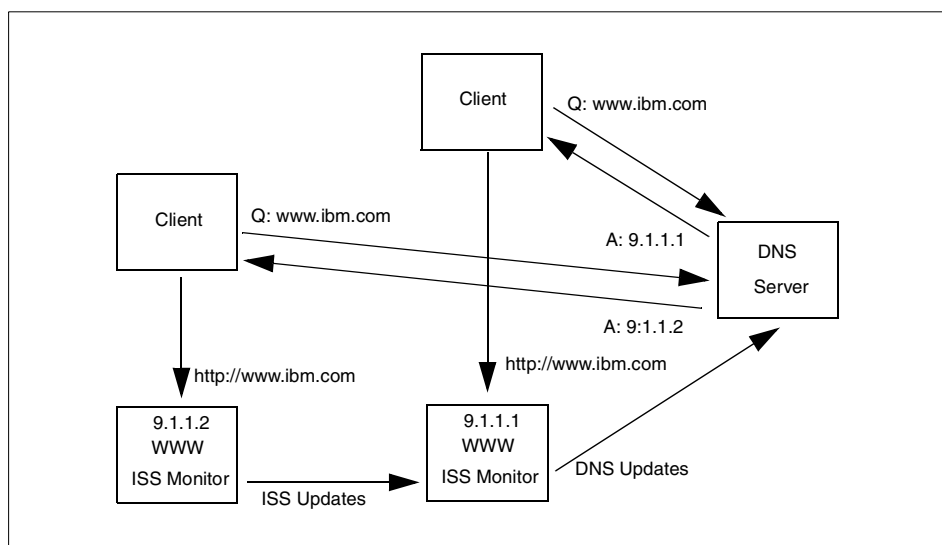 Client
Q: www.ibm.com
Client
Q: www.ibm.com
A: 9.1.1.1
DNS
Server
A: 9:1.1.2
http://www.ibm.com
http://www.ibm.com
9.1.1.2
WWW
ISS Monitor
9.1.1.1
WWW
ISS Monitor
DNS Updates
ISS Updates